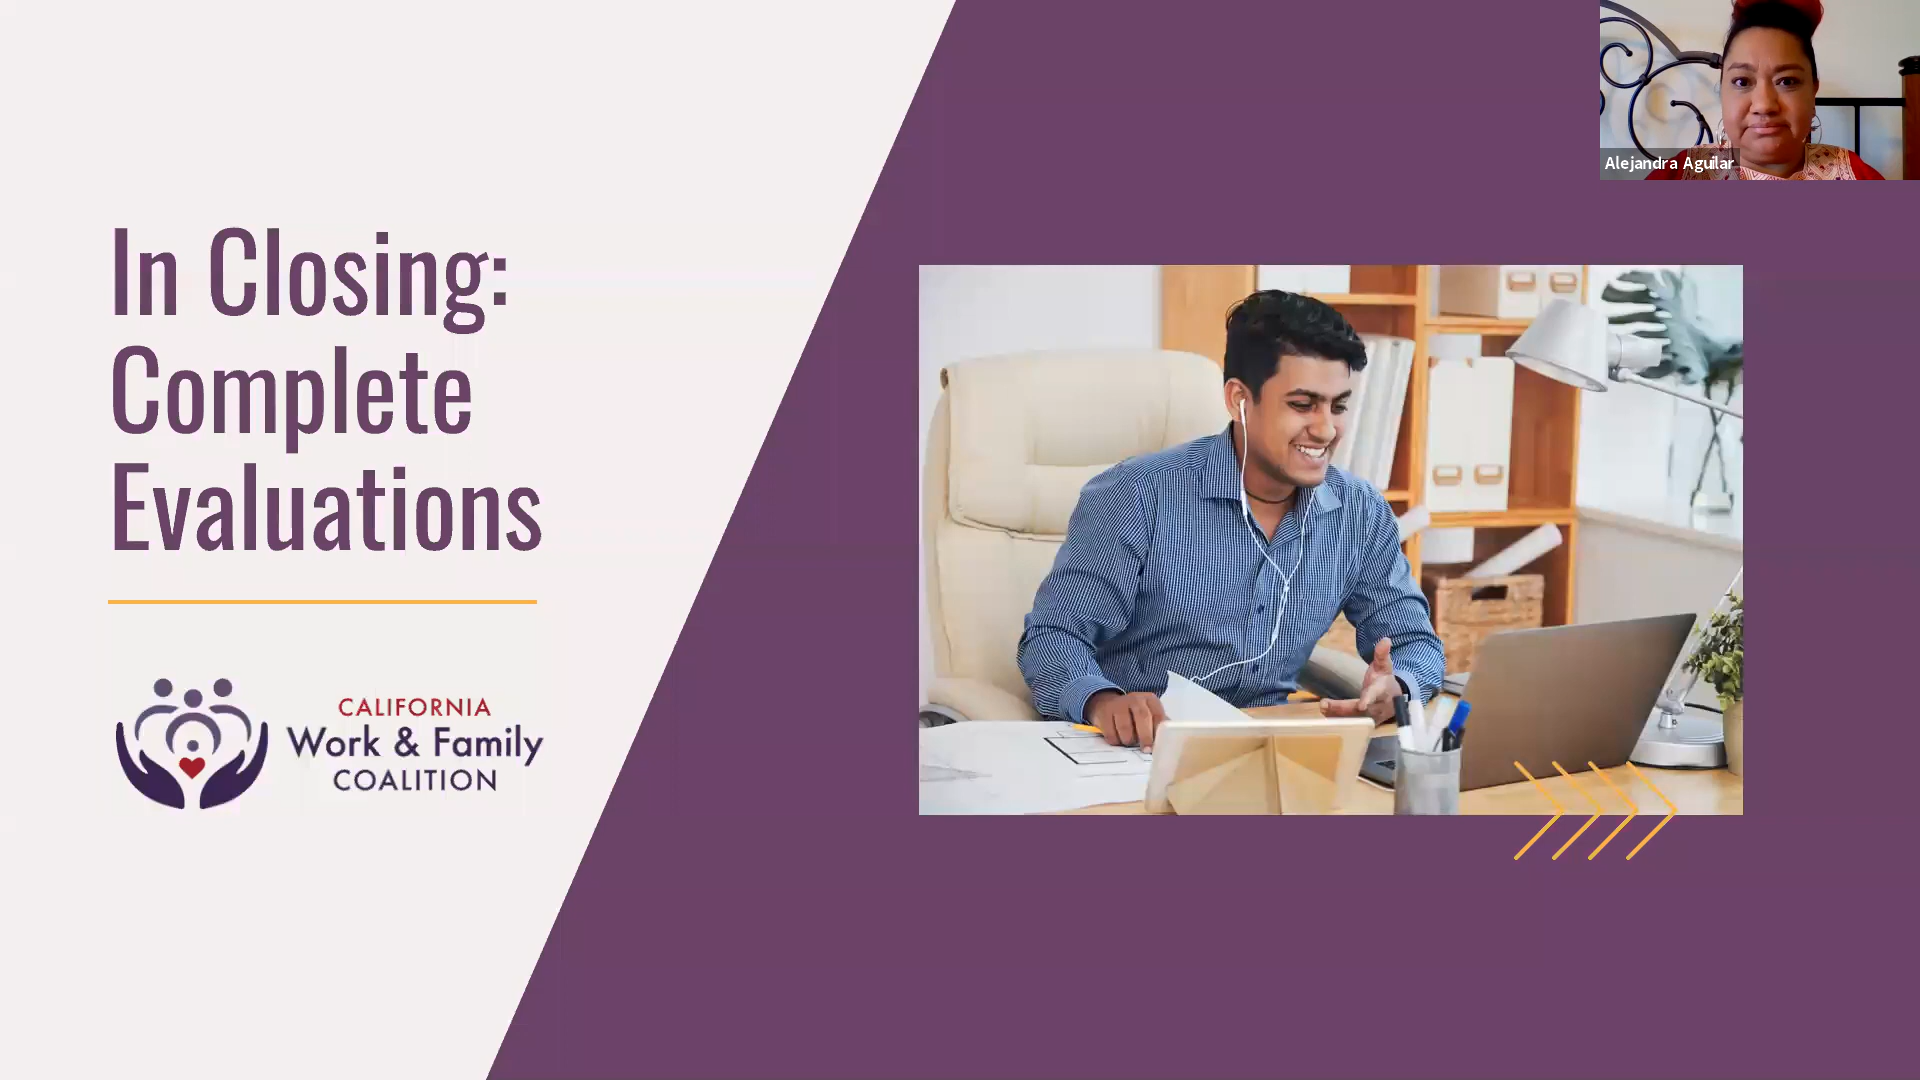 In Closing:
Complete
Evaluations
CALIFORNIA
Work & Family
COALITION
Alejandra Aguilar